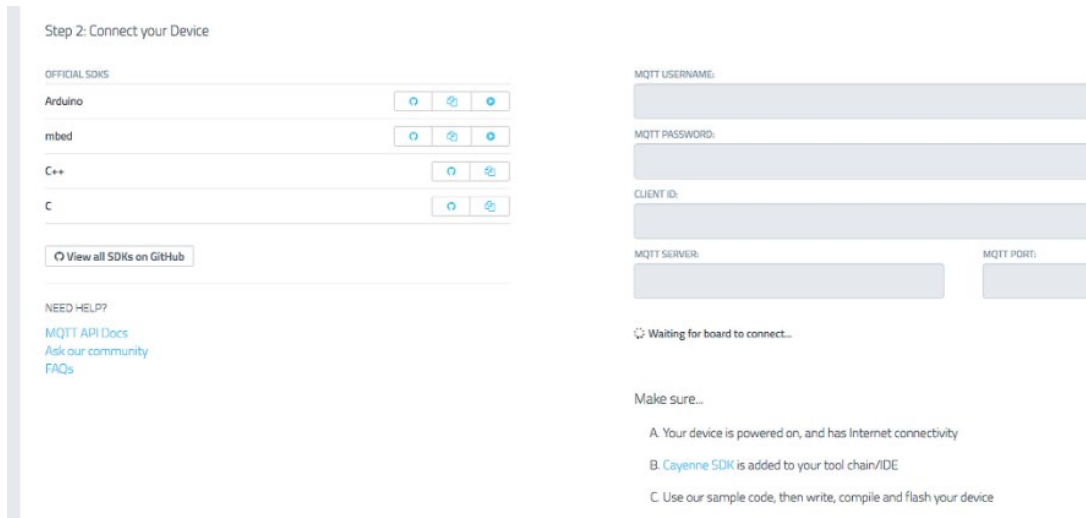 Step 2: Connect your Device
OFFICIAL SDKS
Arduino
mbed
C++
C
View all SDKs on GitHub
NEED HELP?
MQTT API Docs
Ask our community
FAQs
MQTT USERNAME:
MQTT PASSWORD:
CLIENT ID:
MQTT SERVER:
MQTT PORT:
Waiting for board to connect...
Make sure...
A. Your device is powered on, and has Internet connectivity
B. Cayenne SDK is added to your tool chain/IDE
C. Use our sample code, then write, compile and flash your device